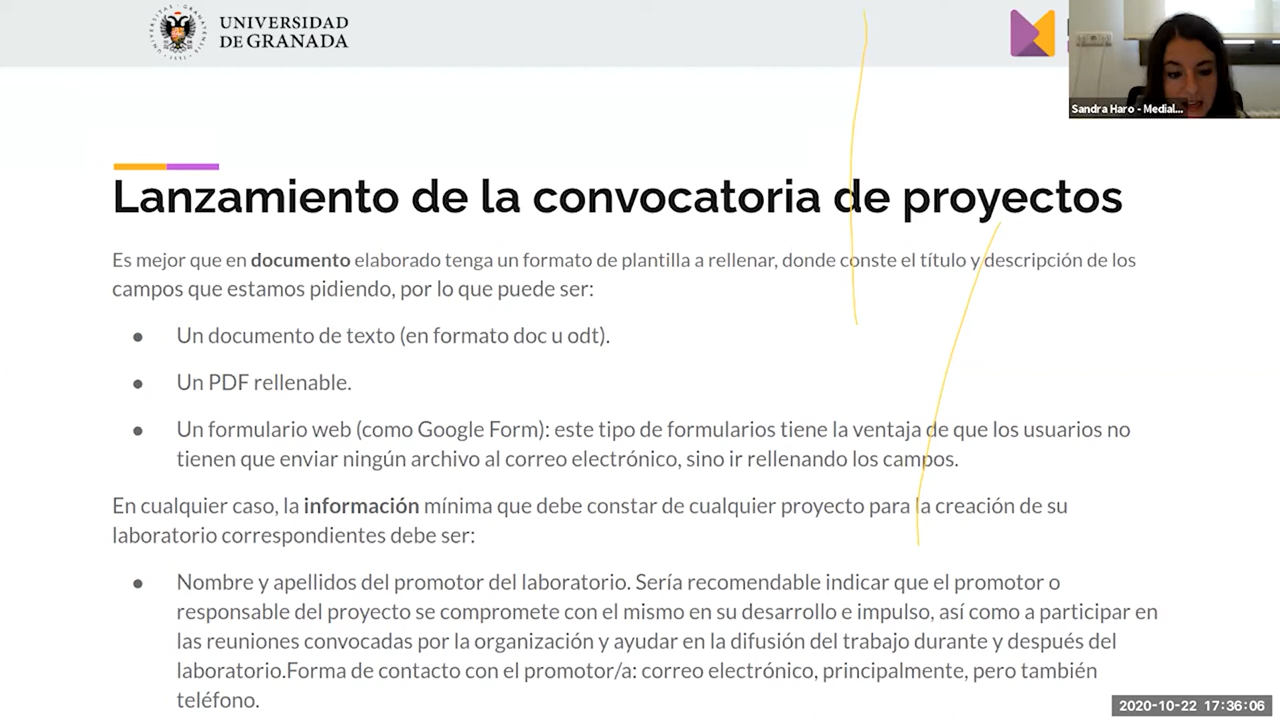 UNIVERSIDAD
DE GRANADA
Sandra Haro - Medial...
Lanzamiento de la convocatoria de proyectos
Es mejor que en documento elaborado tenga un formato de plantilla a rellenar, donde conste el título y descripción de los
campos que estamos pidiendo, por lo que puede ser:
● Un documento de texto (en formato doc u odt).
● Un PDF rellenable.
● Un formulario web (como Google Form): este tipo de formularios tiene la ventaja de que los usuarios no
tienen que enviar ningún archivo al correo electrónico, sino ir rellenando los campos.
En cualquier caso, la información mínima que debe constar de cualquier proyecto para la creación de su
laboratorio correspondientes debe ser:
● Nombre y apellidos del promotor del laboratorio. Sería recomendable indicar que el promotor o
responsable del proyecto se compromete con el mismo en su desarrollo e impulso, así como a participar en
las reuniones convocadas por la organización y ayudar en la difusión del trabajo durante y después del
laboratorio.Forma de contacto con el promotor/a: correo electrónico, principalmente, pero también
teléfono.
2020-10-22 17:36:06